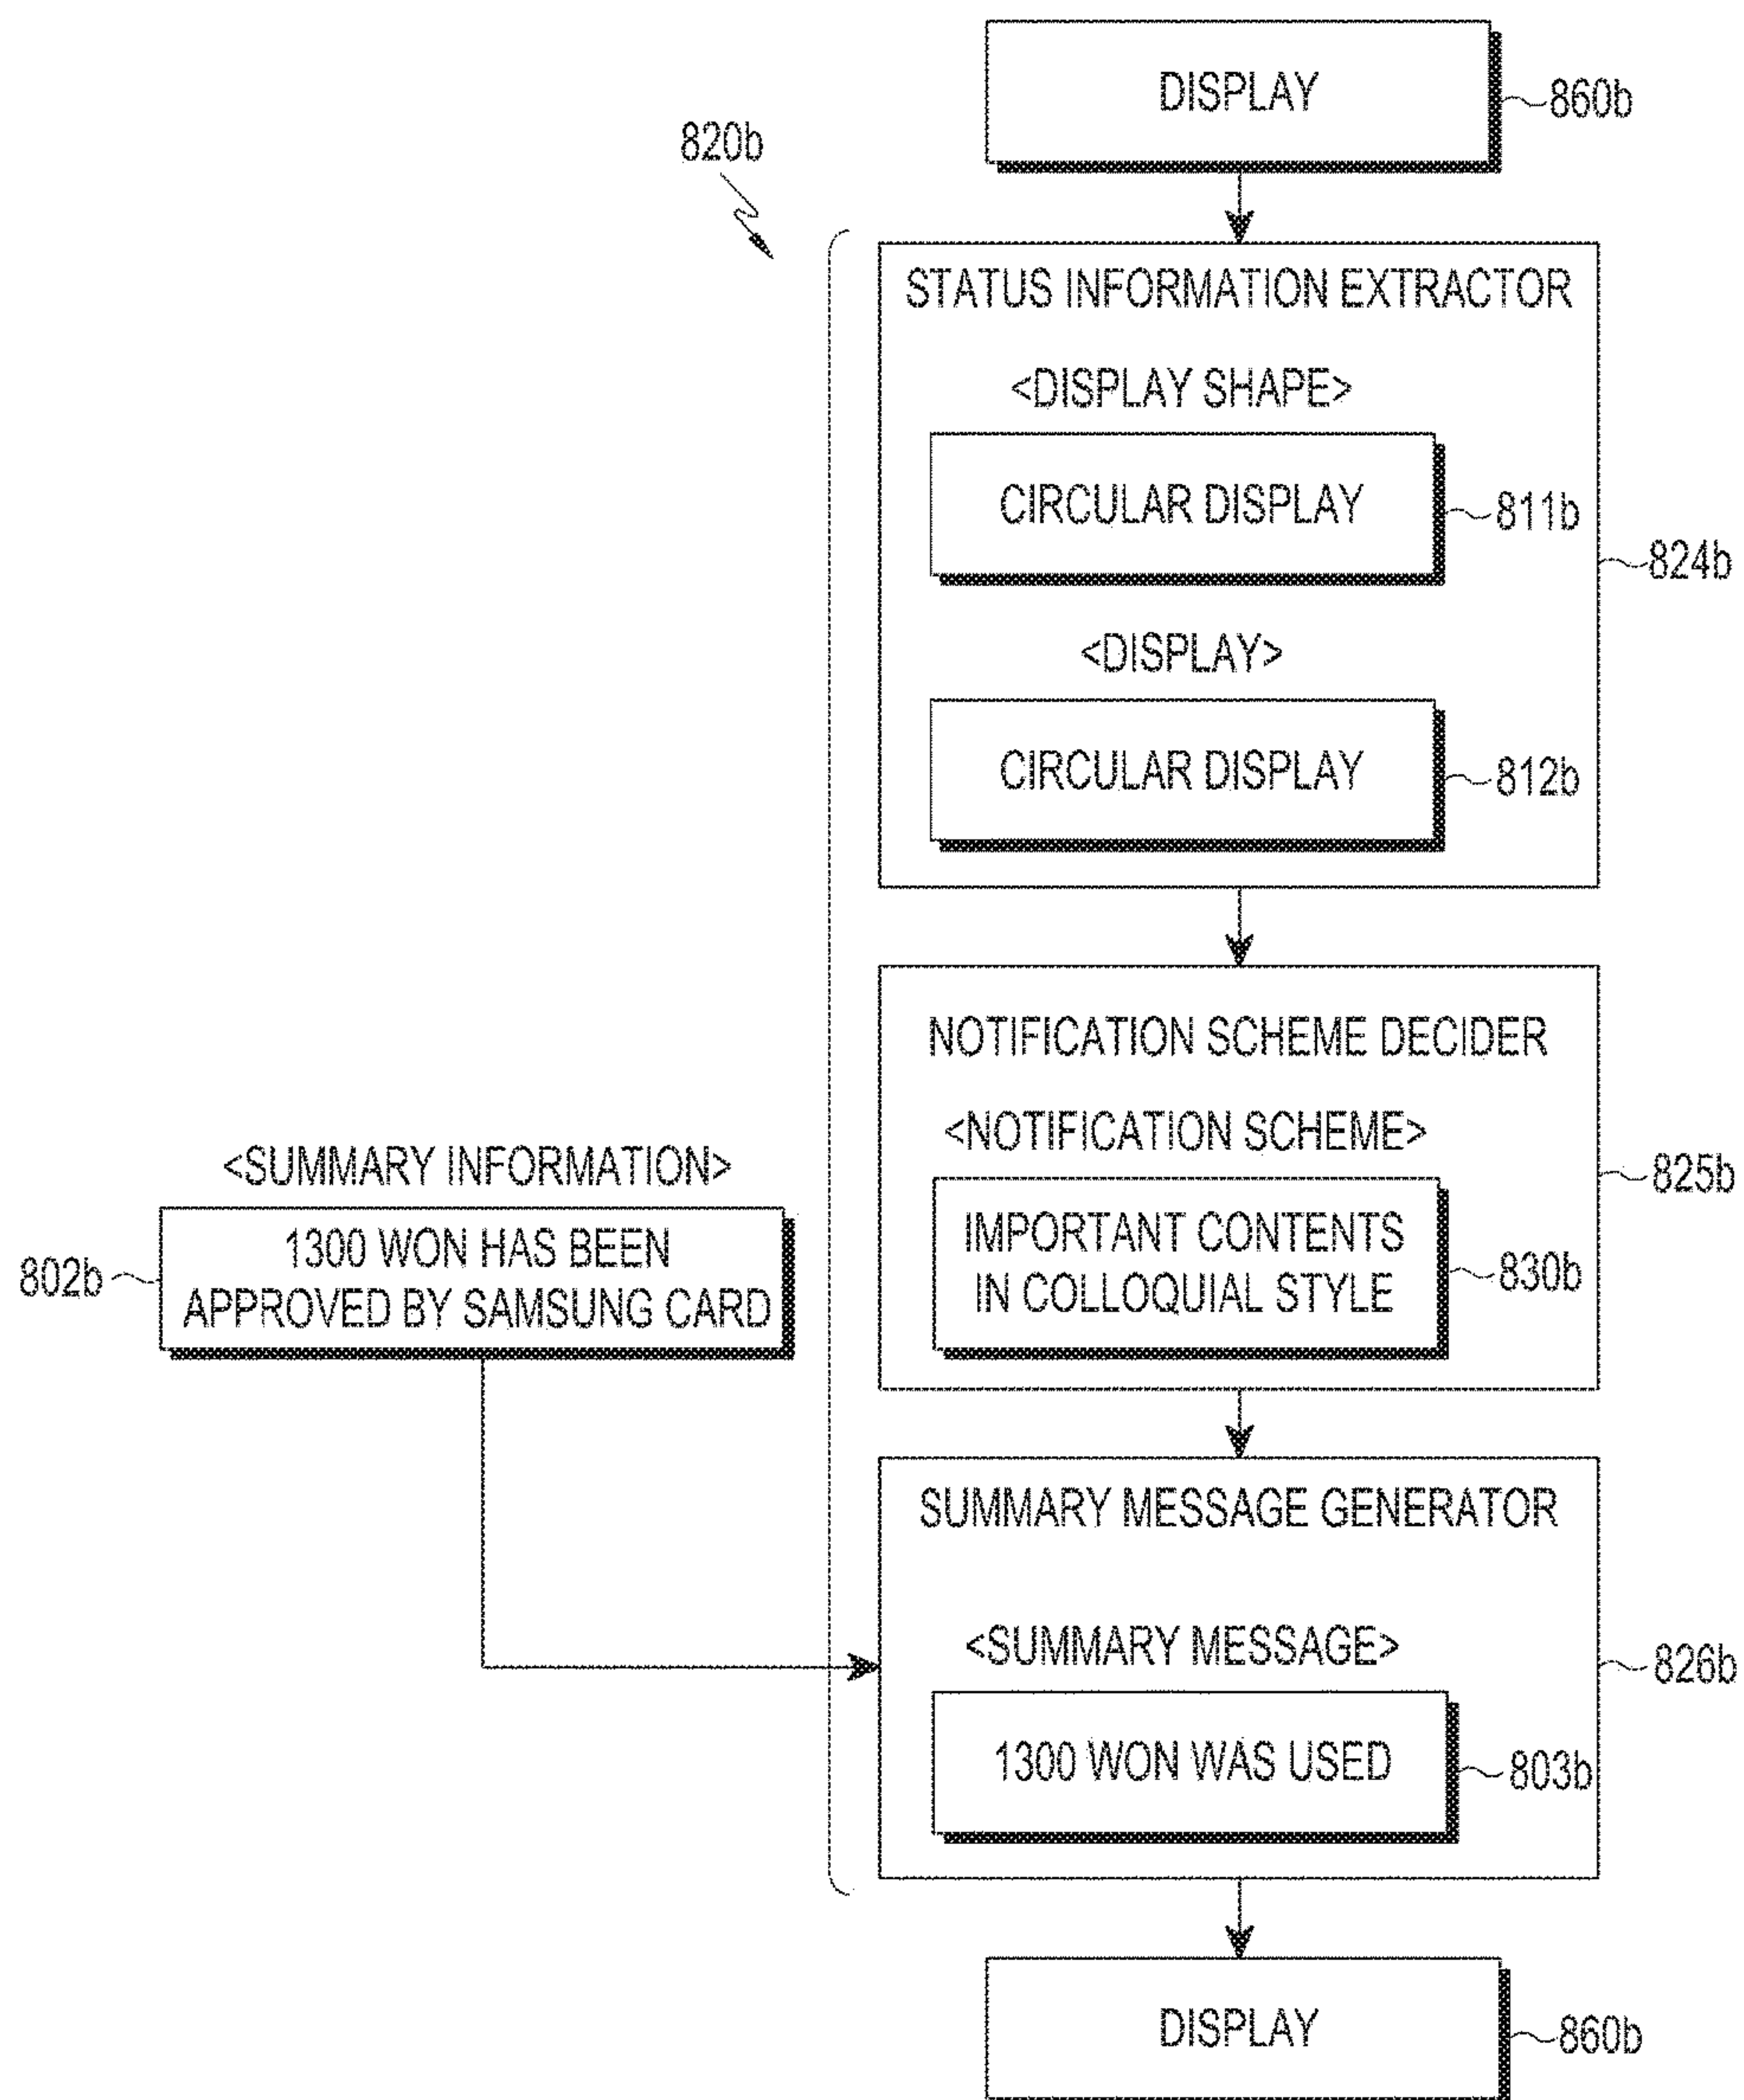 DISPLAY
860b
820b
STATUS INFORMATION EXTRACTOR
<DISPLAY SHAPE>
CIRCULAR DISPLAY
811b
824b
<DISPLAY>
CIRCULAR DISPLAY
812b
NOTIFICATION SCHEME DECIDER
<NOTIFICATION SCHEME>
IMPORTANT CONTENTS
IN COLLOQUIAL STYLE
830b
825b
<SUMMARY INFORMATION>
1300 WON HAS BEEN
APPROVED BY SAMSUNG CARD
802b
SUMMARY MESSAGE GENERATOR
<SUMMARY MESSAGE>
1300 WON WAS USED
803b
826b
DISPLAY
860b